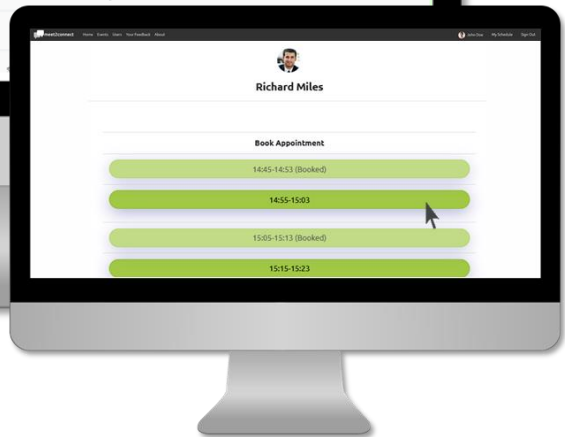 meet2connect Home Events Users Your Feedback About John Doe My Schedule Sign Out
Richard Miles
Book Appointment
14:45-14:53 (Booked)
14:55-15:03
15:05-15:13 (Booked)
15:15-15:23